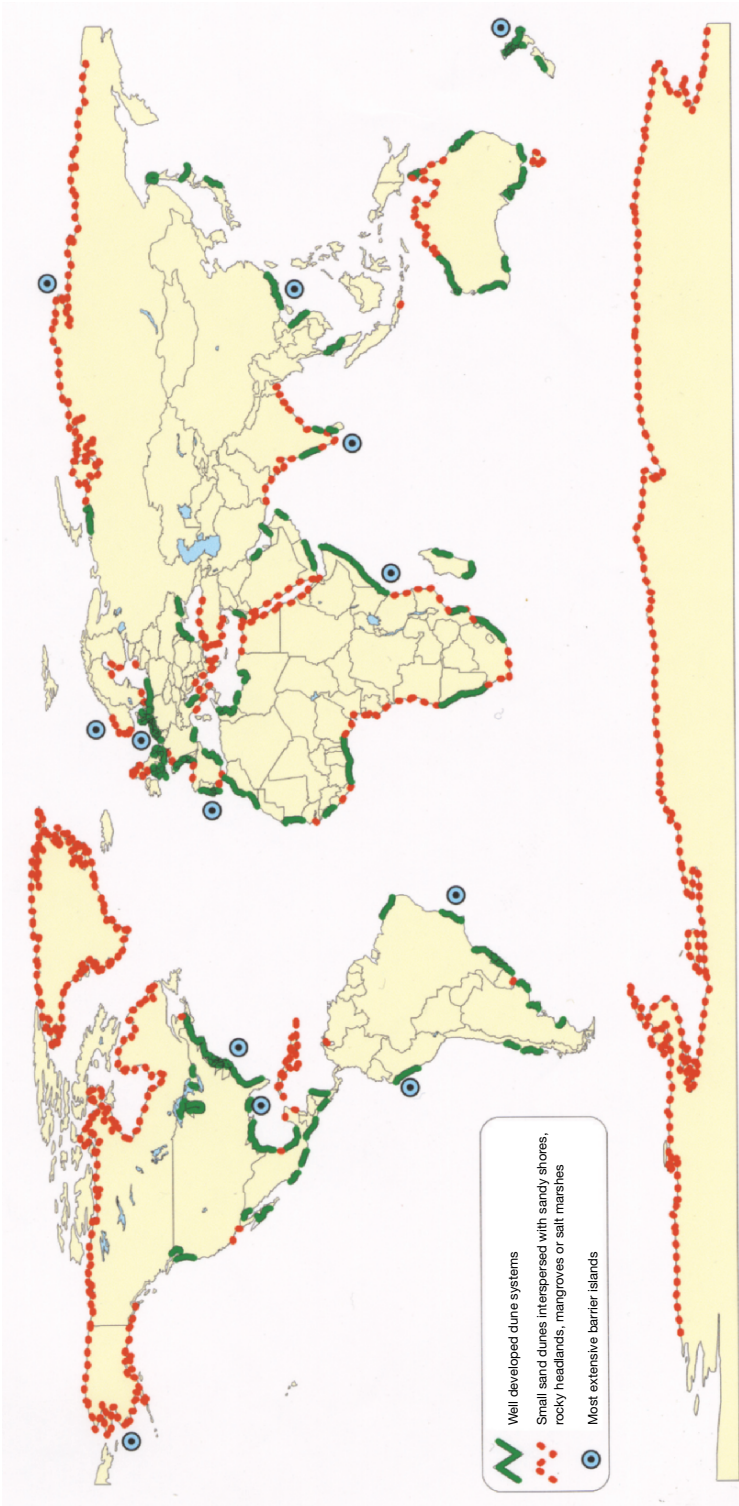 Well developed dune systems
Small sand dunes interspersed with sandy shores,
rocky headlands, mangroves or salt marshes
Most extensive barrier islands